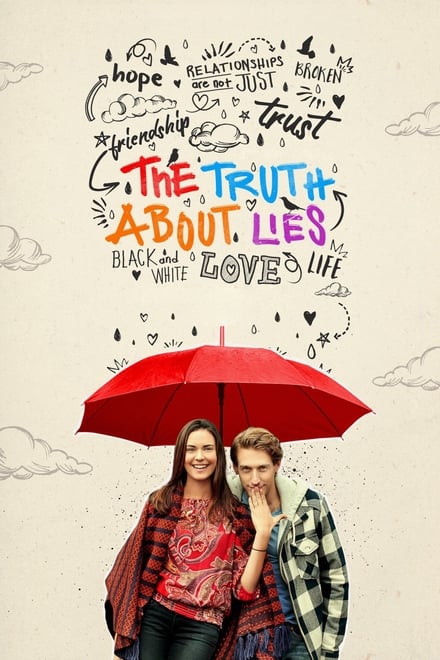 hope
RELATIONSHIPS
are not JUST
BROKEN
friendship
trust
THE TRUTH
ABOUT LIES
BLACK and
WHITE
LOVE
LIFE